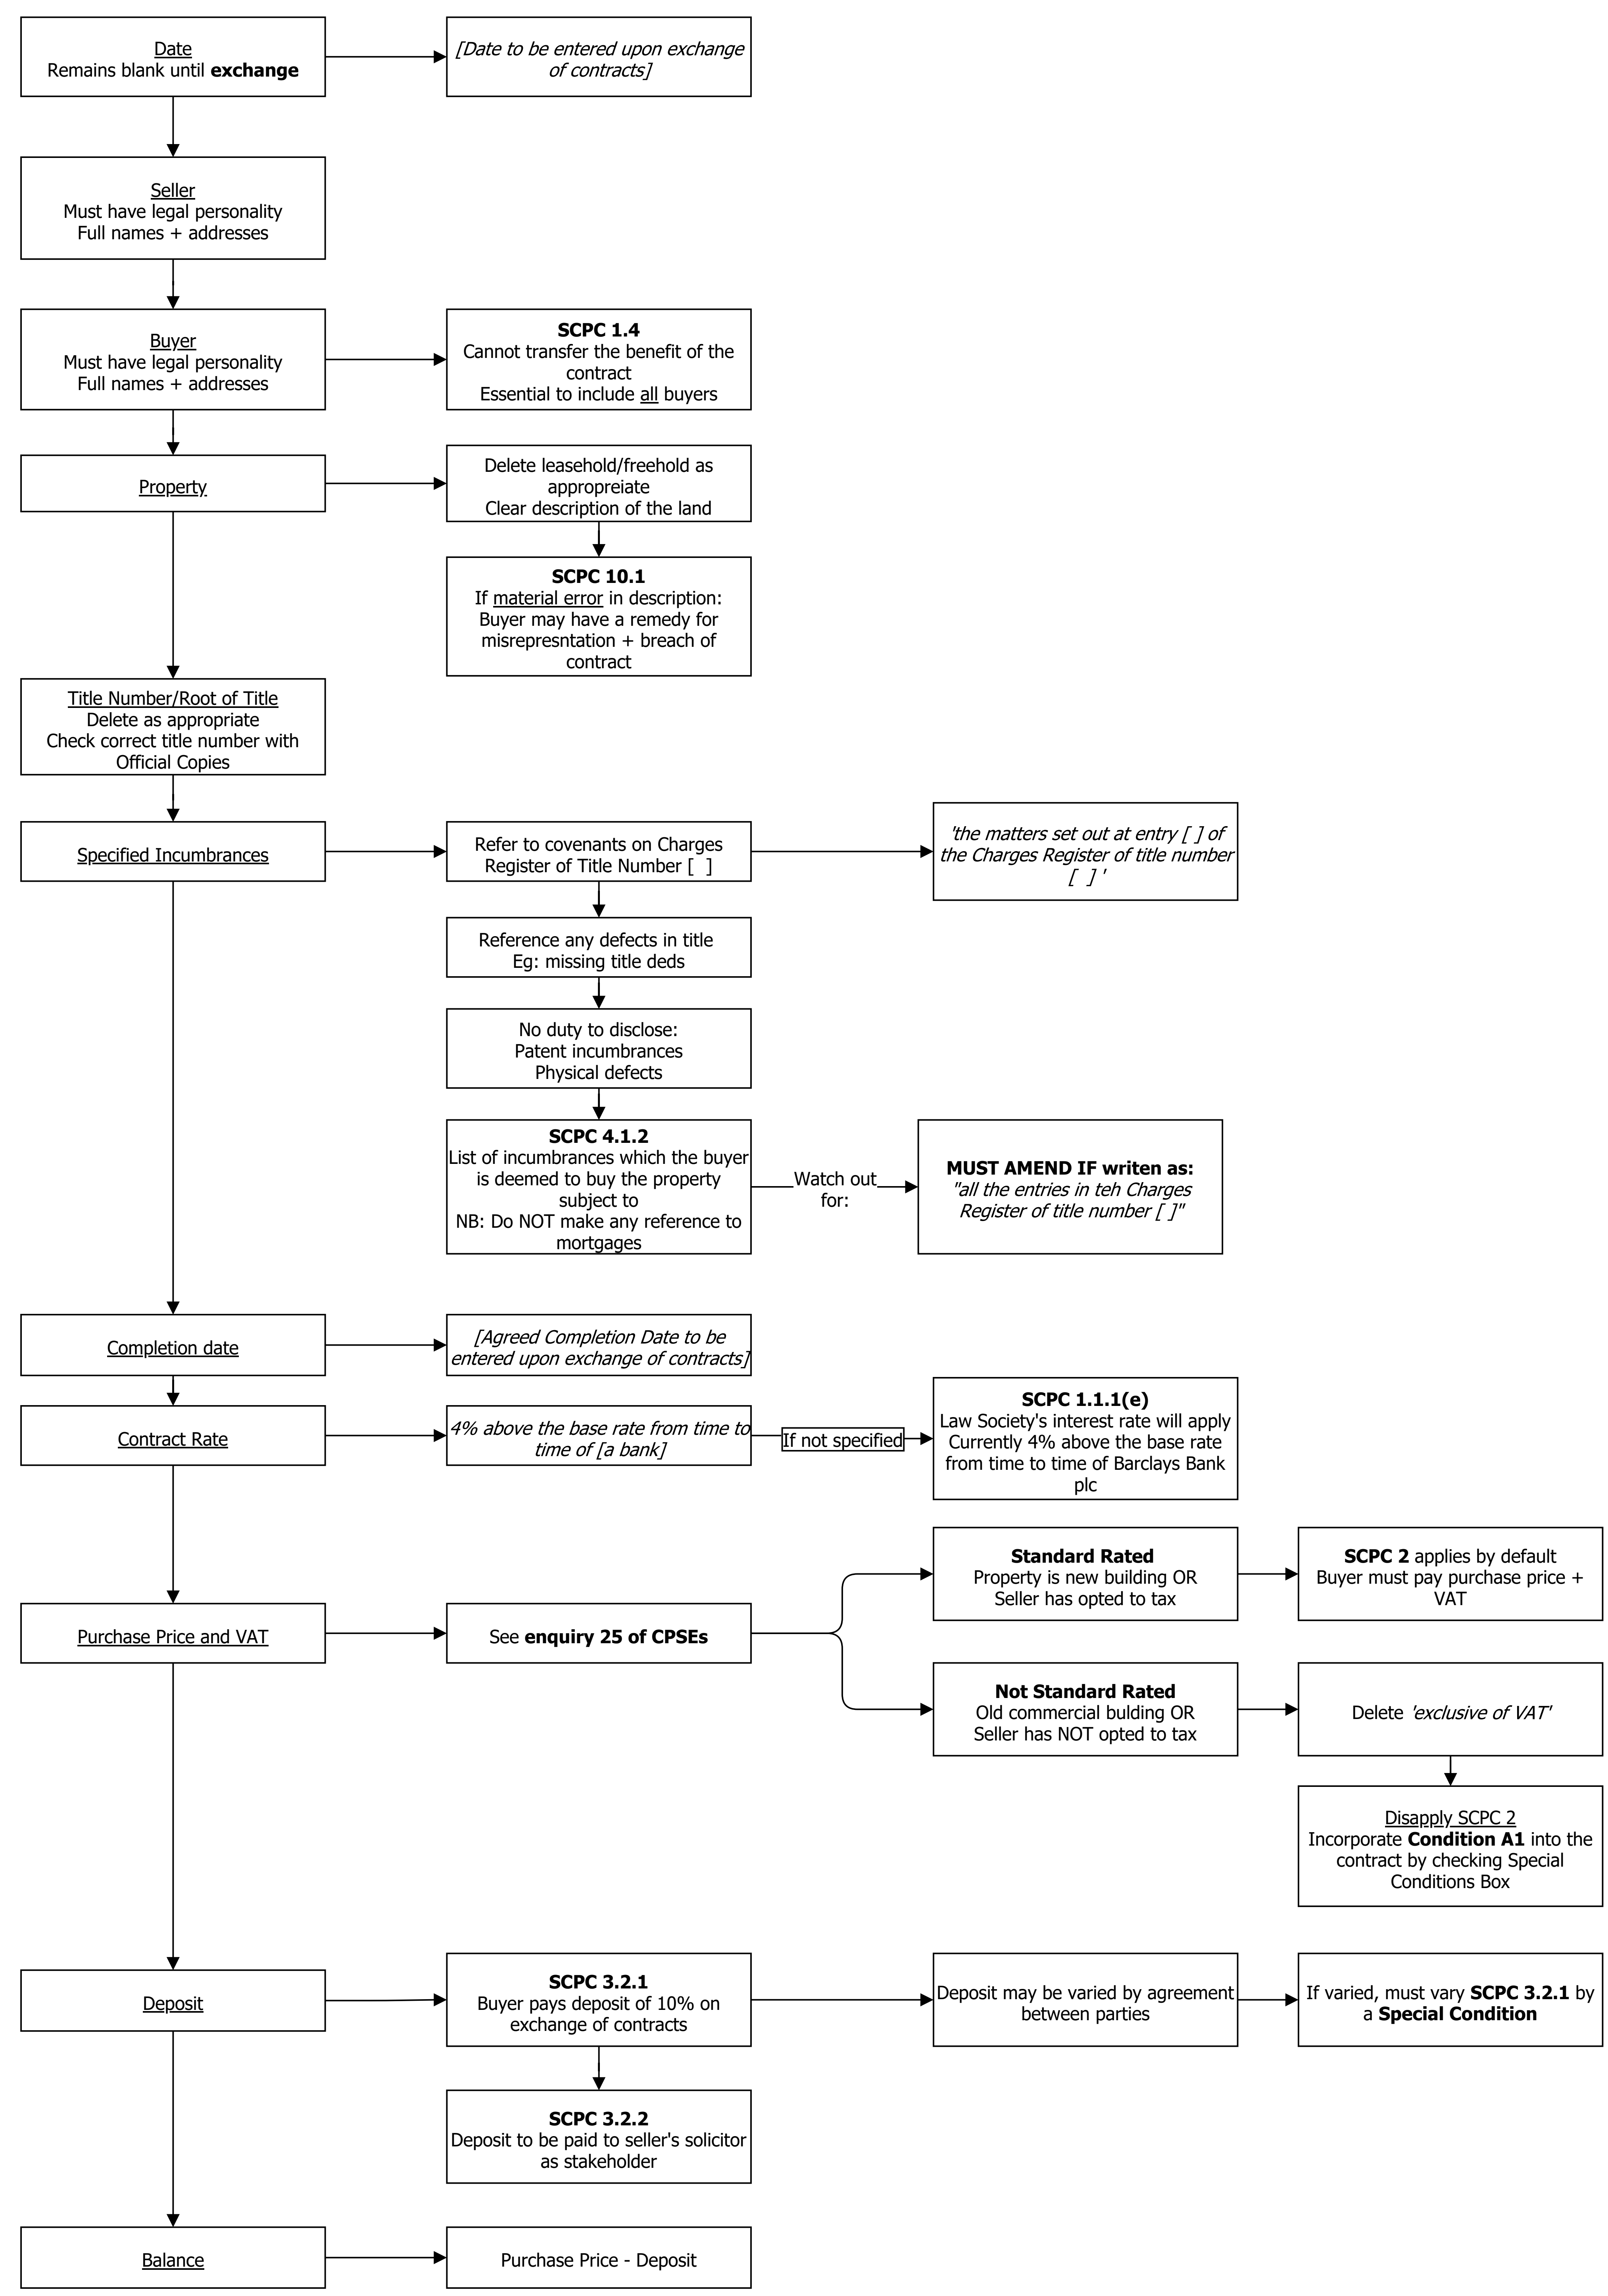 Date
Remains blank until exchange
[Date to be entered upon exchange
of contracts]
Seller
Must have legal personality
Full names + addresses
Buyer
Must have legal personality
Full names + addresses
SCPC 1.4
Cannot transfer the benefit of the
contract
Essential to include all buyers
Property
Delete leasehold/freehold as
appropreiate
Clear description of the land
SCPC 10.1
If material error in description:
Buyer may have a remedy for
misrepresntation + breach of
contract
Title Number/Root of Title
Delete as appropriate
Check correct title number with
Official Copies
Specified Incumbrances
Refer to covenants on Charges
Register of Title Number [  ]
'the matters set out at entry [ ] of
the Charges Register of title number
[  ] '
Reference any defects in title
Eg: missing title deds
No duty to disclose:
Patent incumbrances
Physical defects
SCPC 4.1.2
List of incumbrances which the buyer
is deemed to buy the property
subject to
NB: Do NOT make any reference to
mortgages
Watch out
for:
MUST AMEND IF writen as:
"all the entries in teh Charges
Register of title number [ ]"
Completion date
[Agreed Completion Date to be
entered upon exchange of contracts]
Contract Rate
4% above the base rate from time to
time of [a bank]
If not specified
SCPC 1.1.1(e)
Law Society's interest rate will apply
Currently 4% above the base rate
from time to time of Barclays Bank
plc
Purchase Price and VAT
See enquiry 25 of CPSEs
Standard Rated
Property is new building OR
Seller has opted to tax
SCPC 2 applies by default
Buyer must pay purchase price +
VAT
Not Standard Rated
Old commercial bulding OR
Seller has NOT opted to tax
Delete 'exclusive of VAT'
Disapply SCPC 2
Incorporate Condition A1 into the
contract by checking Special
Conditions Box
Deposit
SCPC 3.2.1
Buyer pays deposit of 10% on
exchange of contracts
Deposit may be varied by agreement
between parties
If varied, must vary SCPC 3.2.1 by
a Special Condition
SCPC 3.2.2
Deposit to be paid to seller's solicitor
as stakeholder
Balance
Purchase Price - Deposit